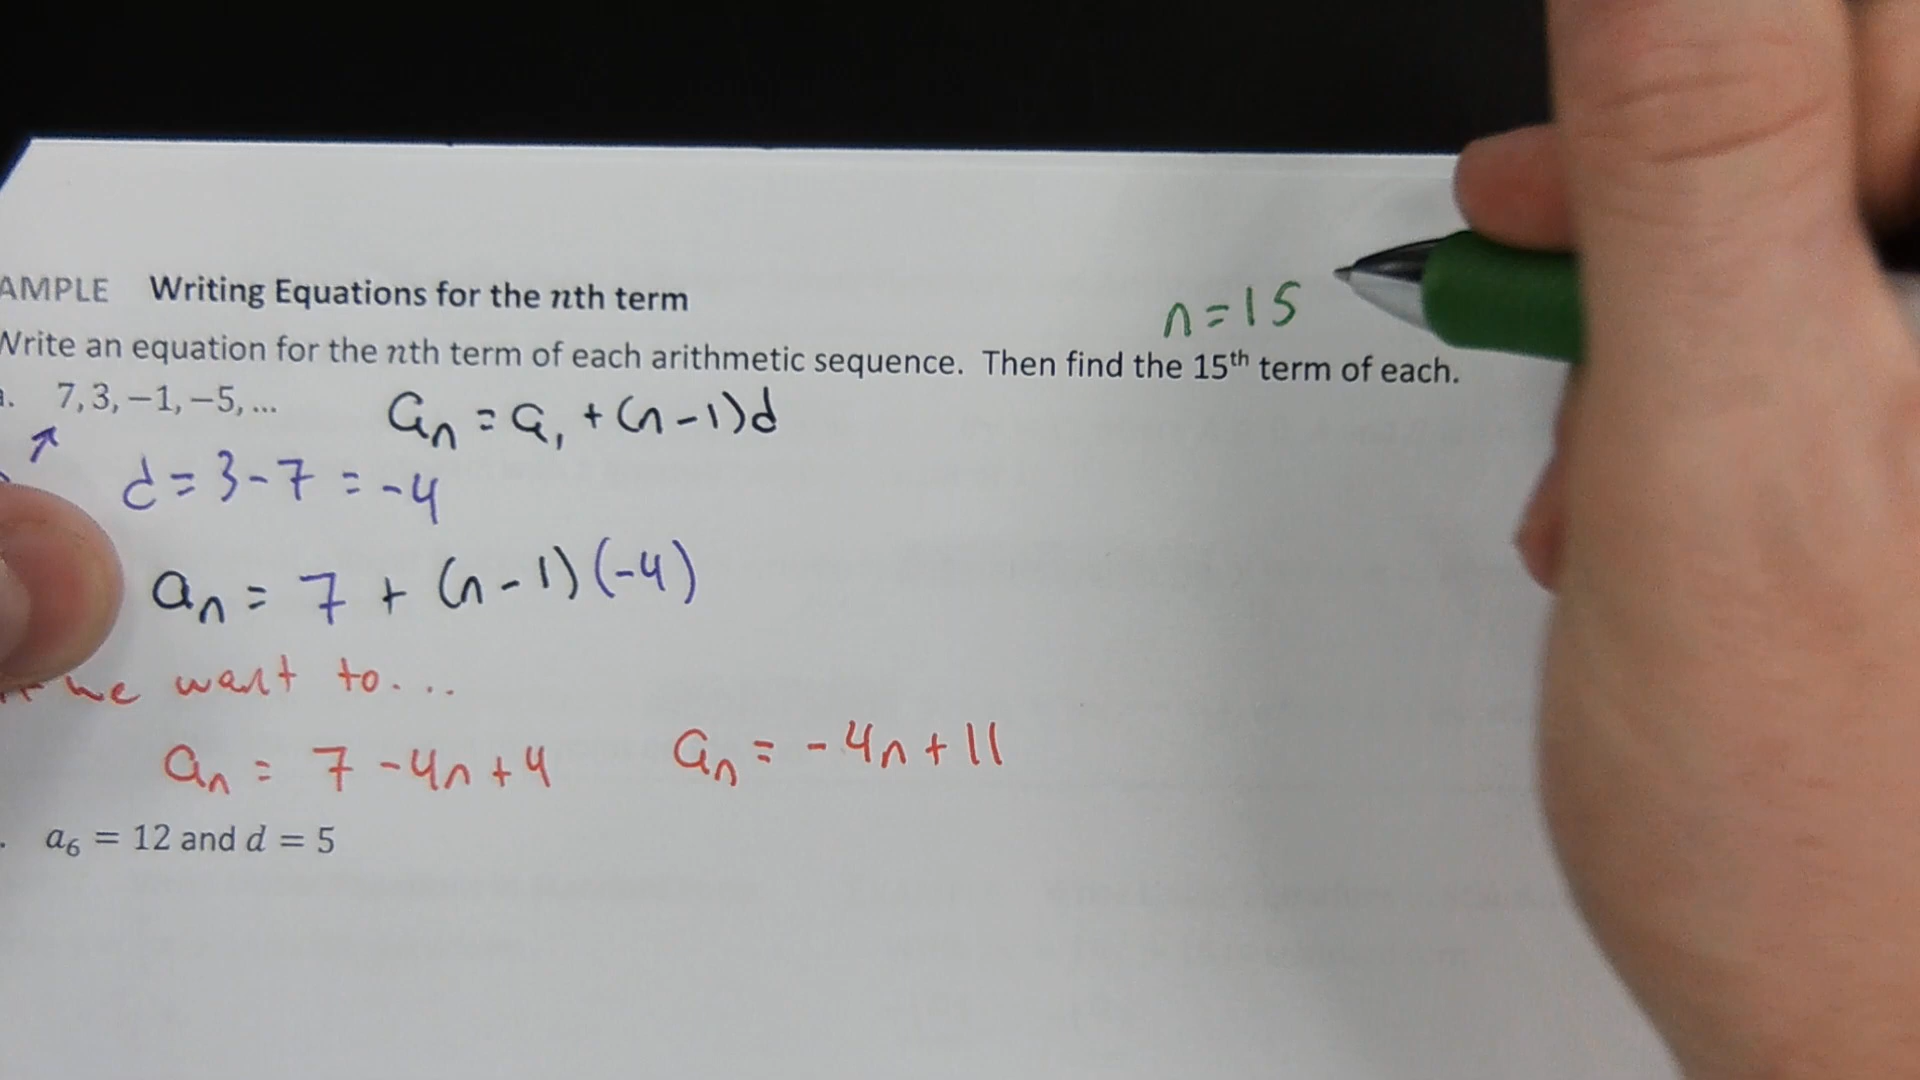 AMPLE Writing Equations for the nth term
n = 15
Write an equation for the nth term of each arithmetic sequence. Then find the 15th term of each.
a. 7, 3, −1, −5, ... an = a1 + (n - 1)d
d = 3 - 7 = -4
an = 7 + (n - 1)(-4)
we want to...
an = 7 - 4n + 4 an = -4n + 11
a6 = 12 and d = 5